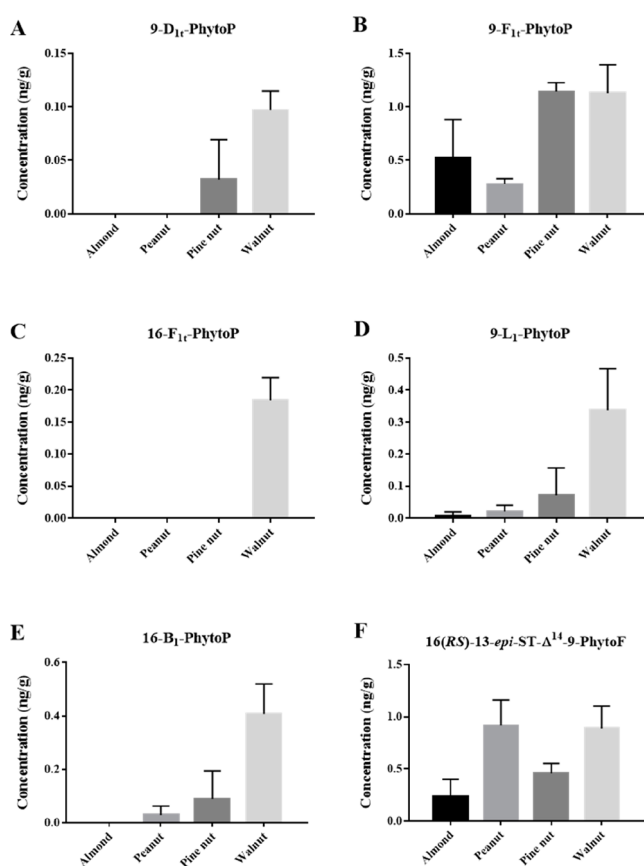 A
9-D1t-PhytoP
Concentration (ng/g)
0.15
0.10
0.05
0.00
Almond
Peanut
Pine nut
Walnut
B
9-F1t-PhytoP
Concentration (ng/g)
1.5
1.0
0.5
0.0
Almond
Peanut
Pine nut
Walnut
C
16-F1t-PhytoP
Concentration (ng/g)
0.25
0.20
0.15
0.10
0.05
0.00
Almond
Peanut
Pine nut
Walnut
D
9-L1-PhytoP
Concentration (ng/g)
0.5
0.4
0.3
0.2
0.1
0.0
Almond
Peanut
Pine nut
Walnut
E
16-B1-PhytoP
Concentration (ng/g)
0.6
0.4
0.2
0.0
Almond
Peanut
Pine nut
Walnut
F
16(RS)-13-epi-ST-Δ14-9-PhytoF
Concentration (ng/g)
1.5
1.0
0.5
0.0
Almond
Peanut
Pine nut
Walnut